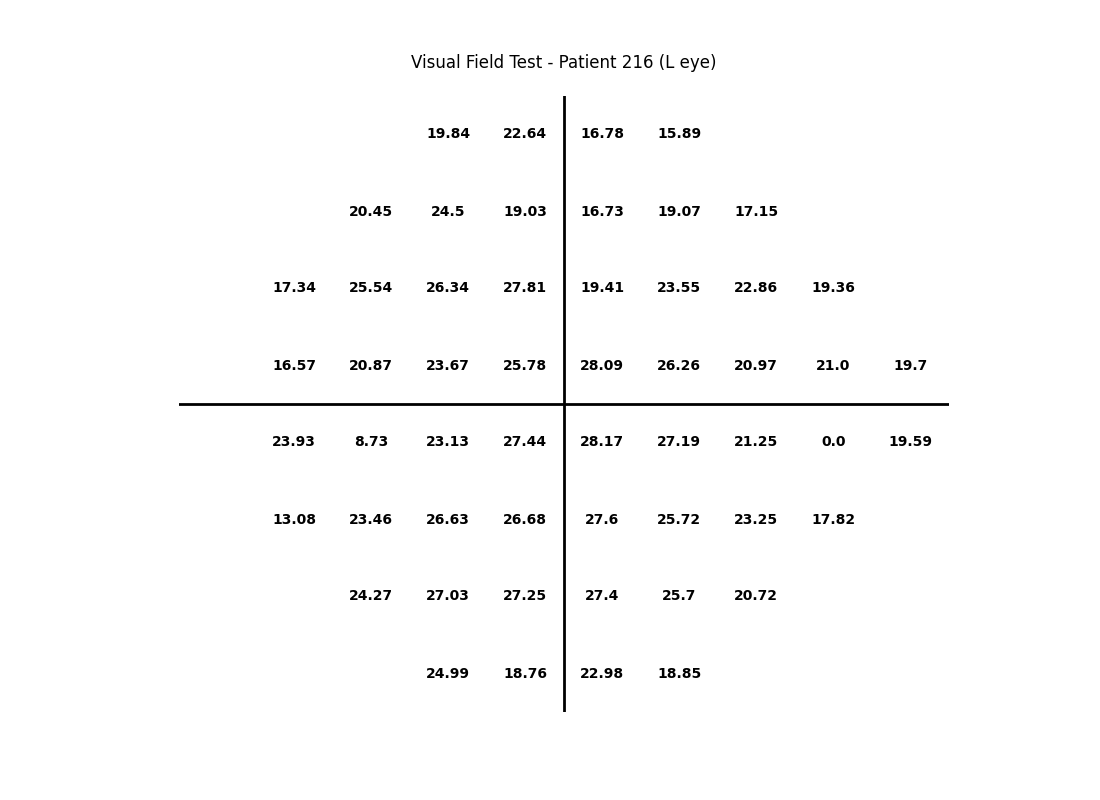 Visual Field Test - Patient 216 (L eye)
19.84 22.64 16.78 15.89
20.45 24.5 19.03 16.73 19.07 17.15
17.34 25.54 26.34 27.81 19.41 23.55 22.86 19.36
16.57 20.87 23.67 25.78 28.09 26.26 20.97 21.0 19.7
23.93 8.73 23.13 27.44 28.17 27.19 21.25 0.0 19.59
13.08 23.46 26.63 26.68 27.6 25.72 23.25 17.82
24.27 27.03 27.25 27.4 25.7 20.72
24.99 18.76 22.98 18.85